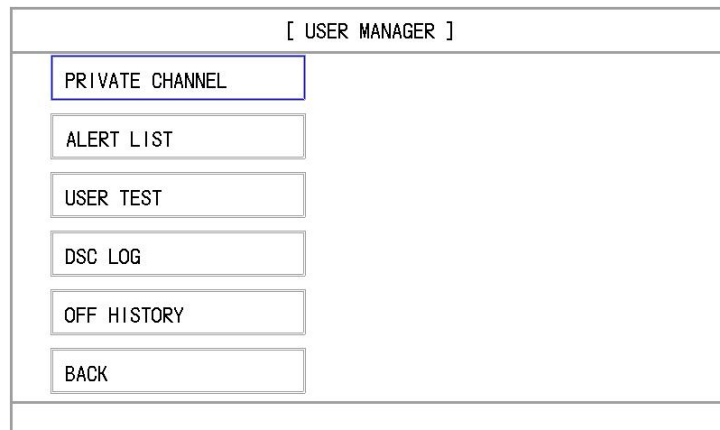 [ USER MANAGER ]
PRIVATE CHANNEL
ALERT LIST
USER TEST
DSC LOG
OFF HISTORY
BACK